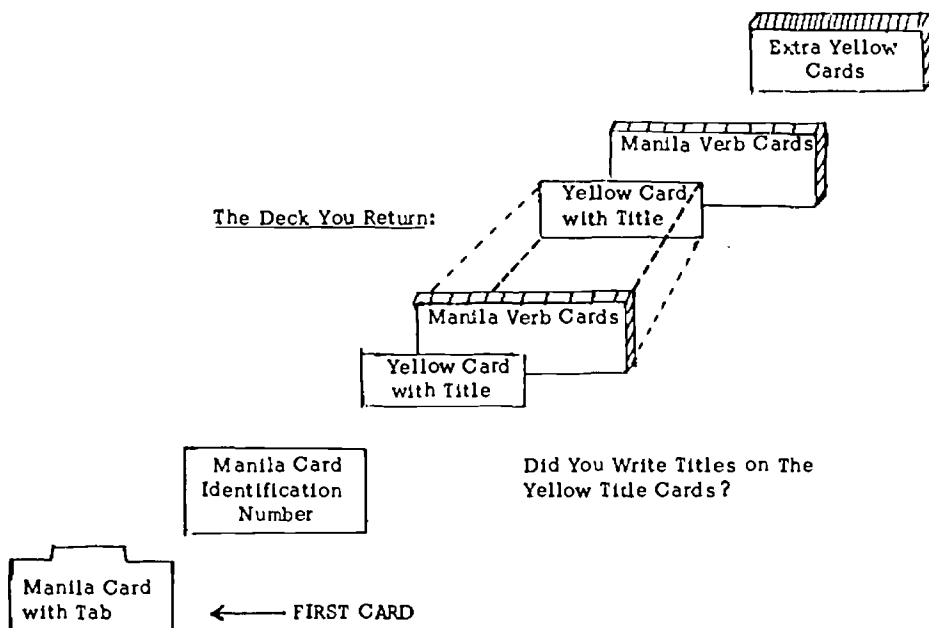 Extra Yellow
Cards
Manila Verb Cards
Yellow Card
with Title
The Deck You Return:
Manila Verb Cards
Yellow Card
with Title
Manila Card
Identification
Number
Did You Write Titles on The
Yellow Title Cards?
Manila Card
with Tab
FIRST CARD